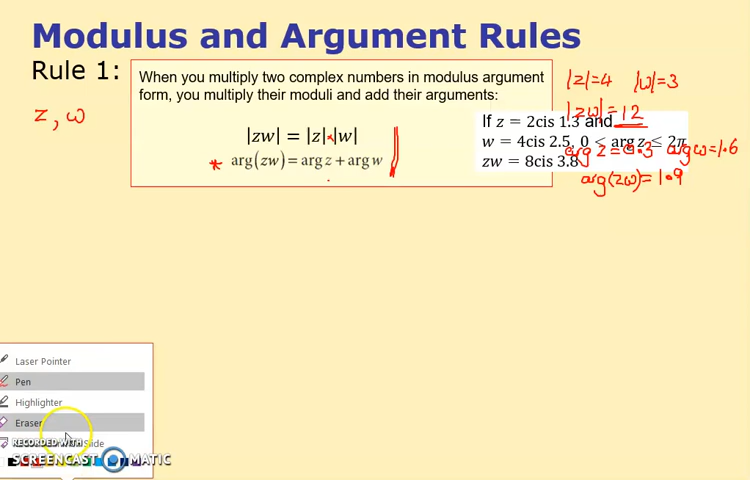 Modulus and Argument Rules
Rule 1:
When you multiply two complex numbers in modulus argument
form, you multiply their moduli and add their arguments:
|zw| = |z|·|w|
* arg(zw) = arg z + arg w
z, w
|z|=4 |w|=3
|zw|=12
If z = 2cis 1.3 and
w = 4cis 2.5, 0 < arg z ≤ 2π
arg z = 0.3 arg w = 1.6
zw = 8cis 3.8
arg(zw) = 1.9
Laser Pointer
Pen
Highlighter
Eraser
Slide
RECORDED WITH
SCREENCAST MATIC